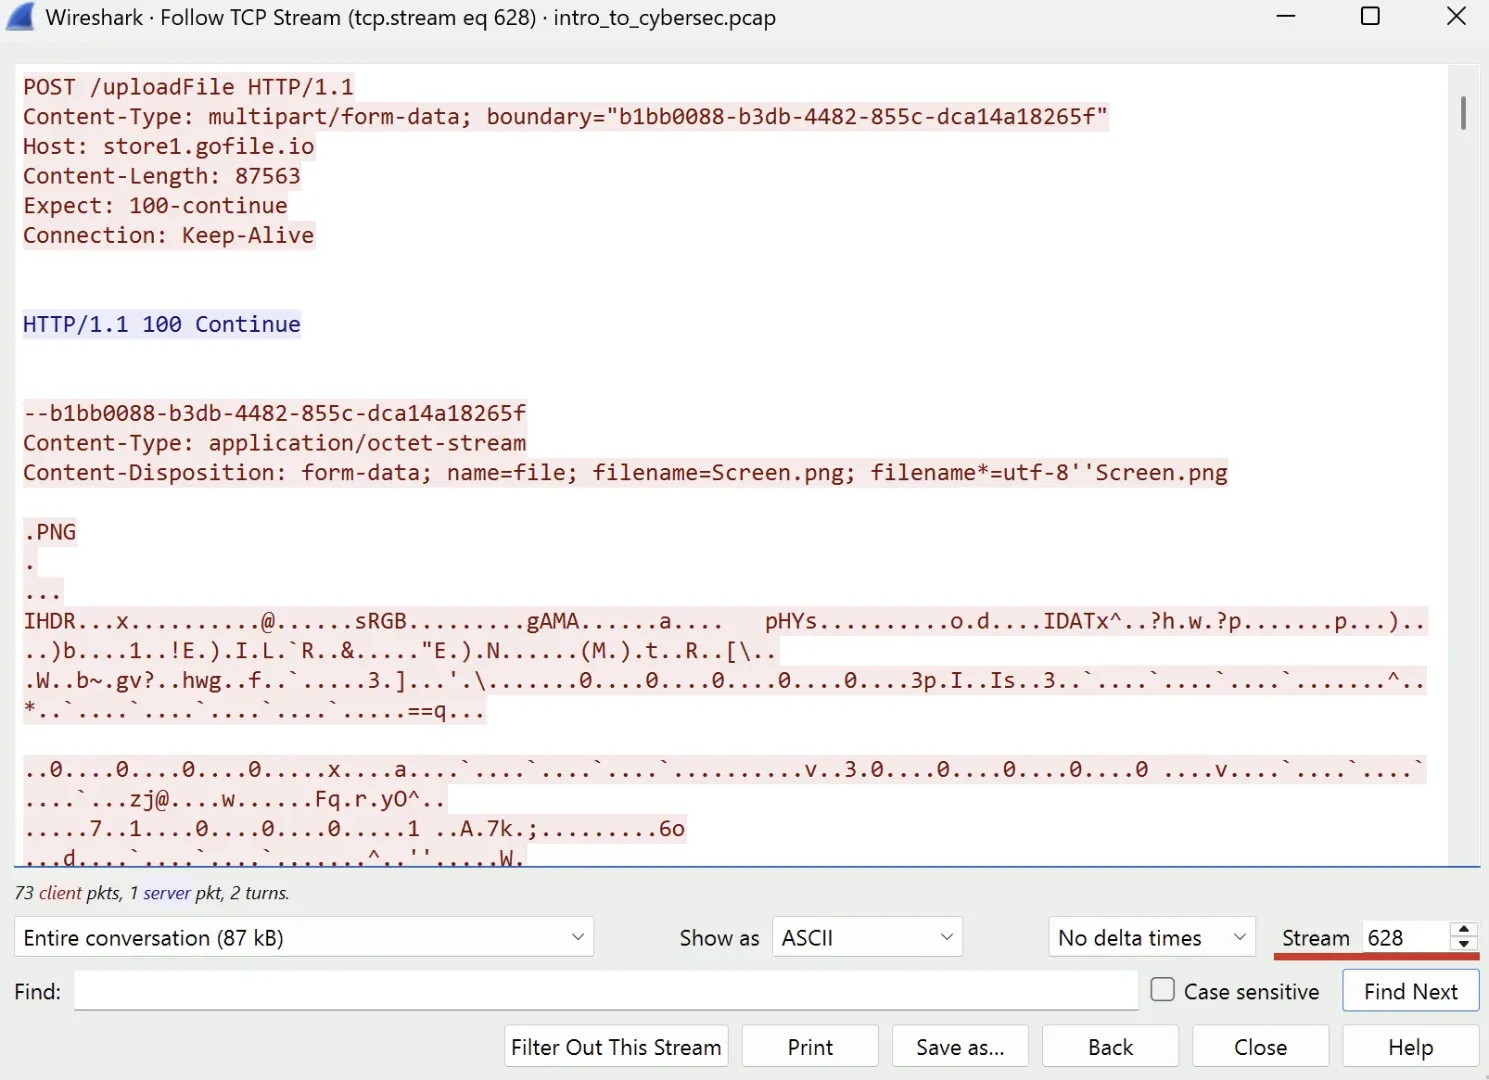 Wireshark · Follow TCP Stream (tcp.stream eq 628) · intro_to_cybersec.pcap
POST /uploadFile HTTP/1.1
Content-Type: multipart/form-data; boundary="b1bb0088-b3db-4482-855c-dca14a18265f"
Host: store1.gofile.io
Content-Length: 87563
Expect: 100-continue
Connection: Keep-Alive
HTTP/1.1 100 Continue
--b1bb0088-b3db-4482-855c-dca14a18265f
Content-Type: application/octet-stream
Content-Disposition: form-data; name=file; filename=Screen.png; filename*=utf-8''Screen.png
.PNG
.
...
IHDR...x..........@......sRGB.........gAMA......a.... pHYs..........o.d....IDATx^..?h.w.?p.......p...)..
..)b....1..!E.).I.L.`R..&....."E.).N......(M.).t..R..[\..
.W..b~.gv?..hwg..f..`.....3.]...'.\.......0....0....0....0....0....3p.I..Is..3..`....`....`....`.......^..
*..`....`....`....`....`.....==q...
..0....0....0....0.....x....a....`....`....`....`..........v..3.0....0....0....0....0 ....v....`....`....`
....`...zj@....w......Fq.r.yO^..
.....7..1....0....0....0.....1 ..A.7k.;.........6o
...d....`....`....`.......^..''.....W.
73 client pkts, 1 server pkt, 2 turns.
Entire conversation (87 kB) Show as ASCII No delta times Stream 628
Find: Case sensitive Find Next
Filter Out This Stream Print Save as... Back Close Help